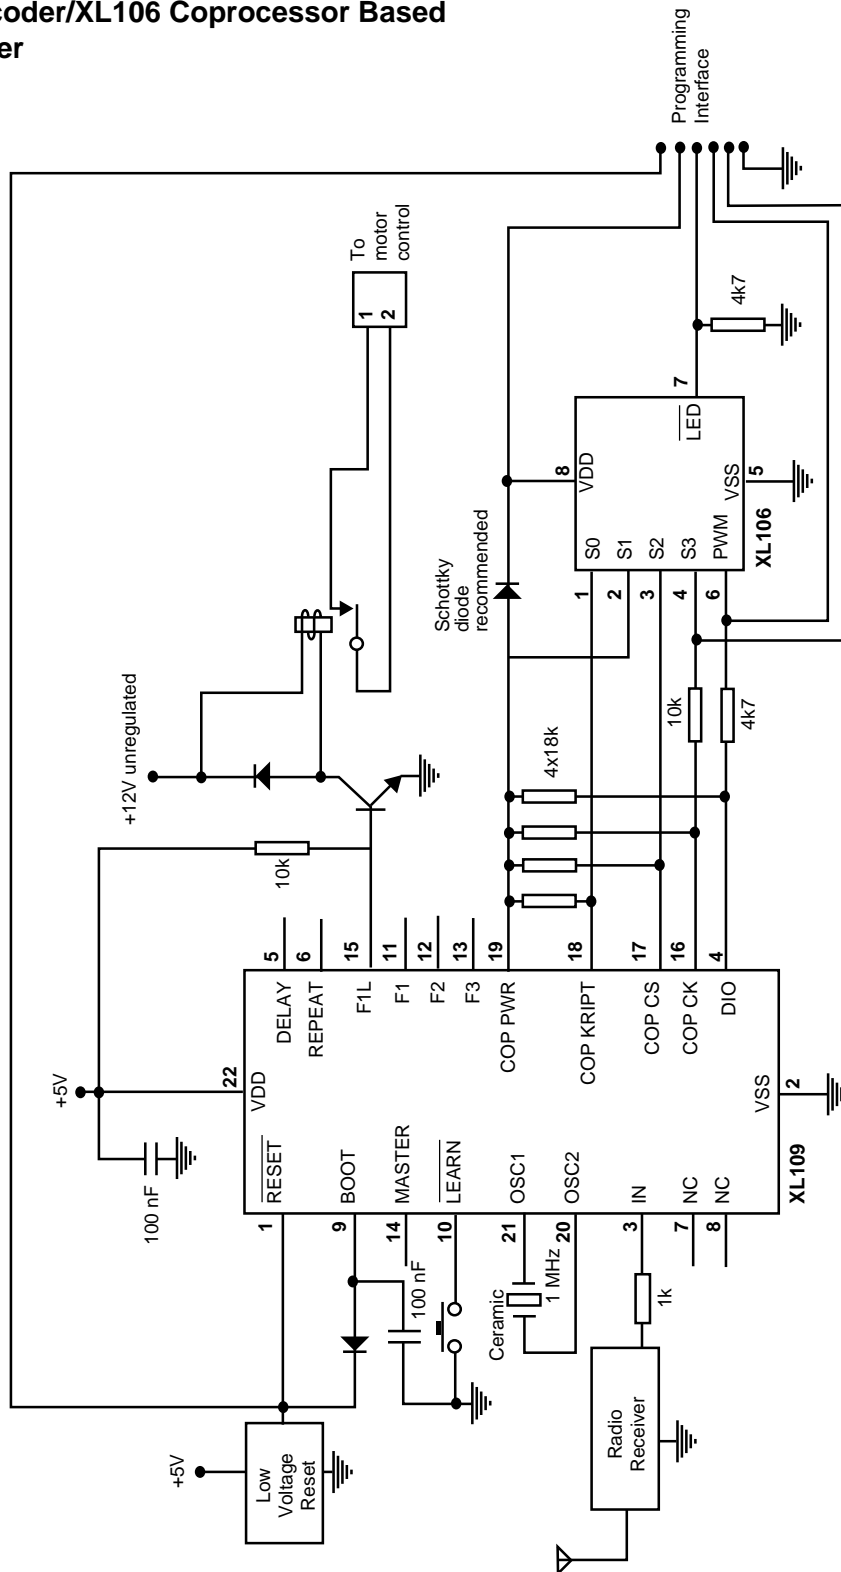 coder/XL106 Coprocessor Based
er
Programming
Interface
To
motor
control
1
2
+12V unregulated
Schottky
diode
recommended
4k7
7
LED
8
VDD
VSS
5
XL106
S0
S1
S2
S3
PWM
1
2
3
4
6
10k
4k7
4x18k
10k
+5V
100 nF
22
VDD
5
DELAY
6
REPEAT
15
F1L
11
F1
12
F2
13
F3
19
COP PWR
18
COP KRIPT
17
COP CS
16
COP CK
4
DIO
VSS
2
XL109
RESET
1
BOOT
9
MASTER
14
LEARN
10
OSC1
21
OSC2
20
IN
3
NC
7
NC
8
100 nF
Ceramic
1 MHz
1k
+5V
Low
Voltage
Reset
Radio
Receiver